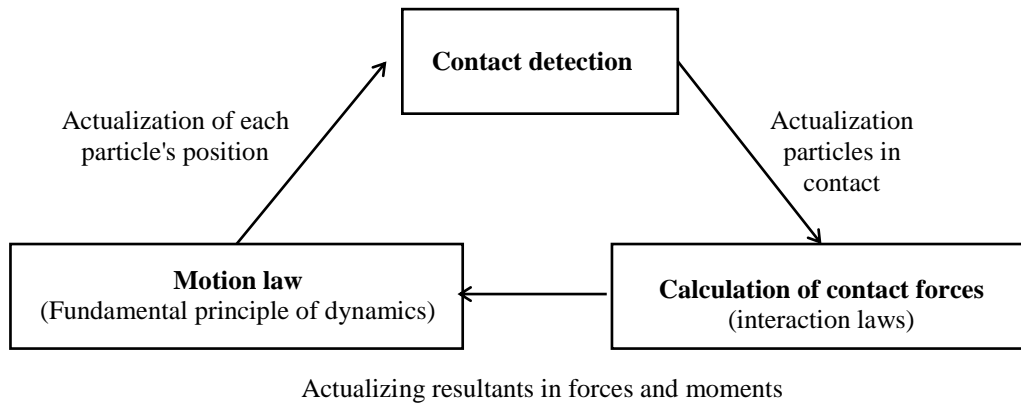 Contact detection
Actualization of each
particle's position
Actualization
particles in
contact
Motion law
(Fundamental principle of dynamics)
Calculation of contact forces
(interaction laws)
Actualizing resultants in forces and moments